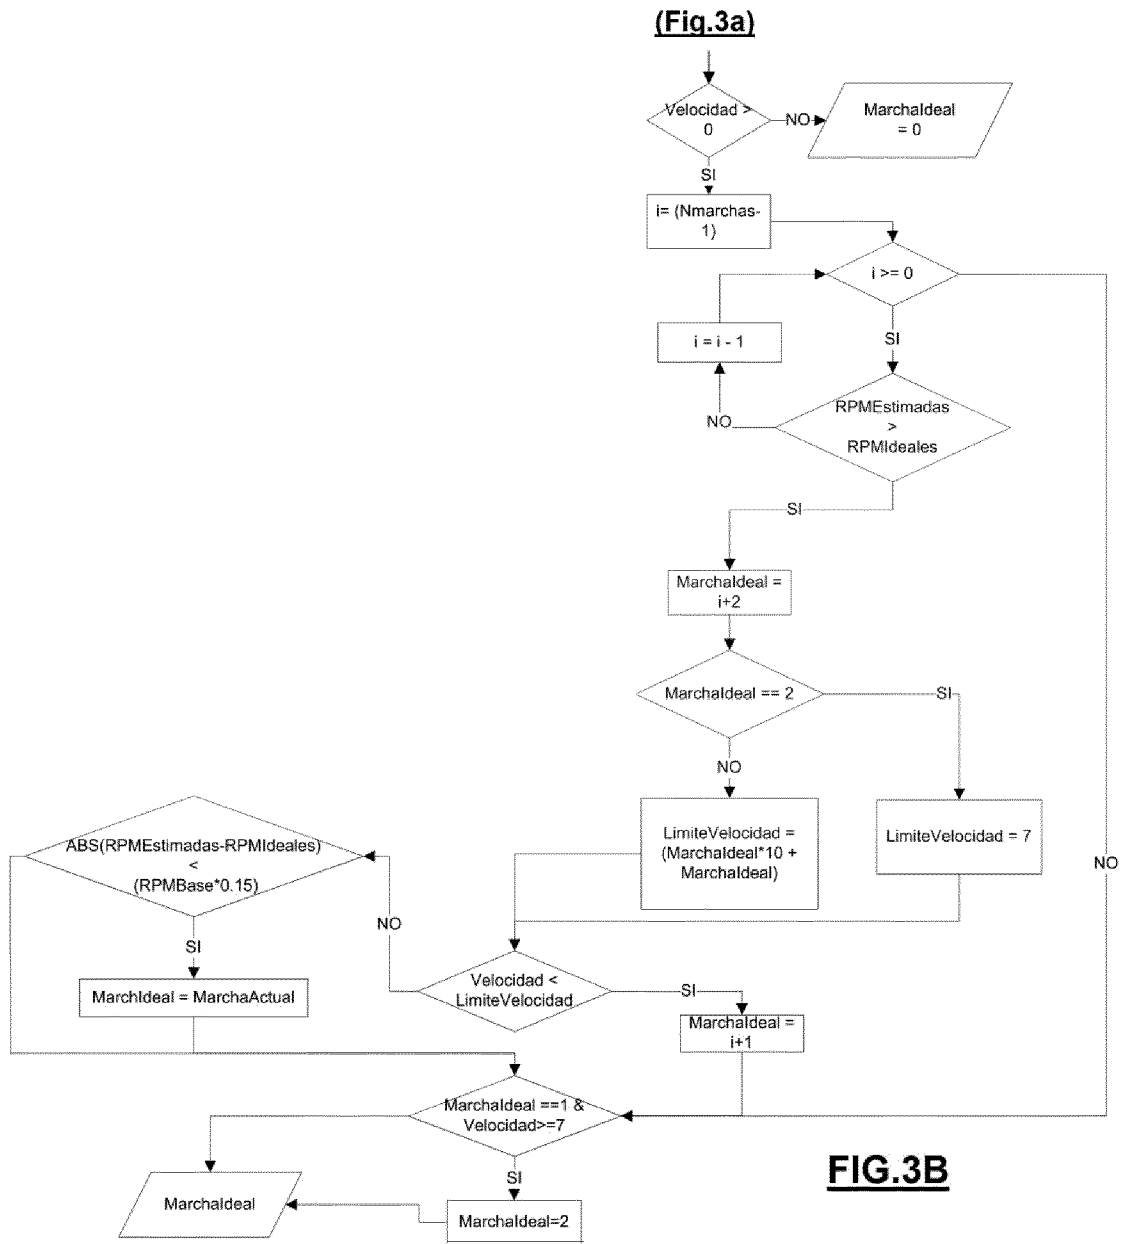 (Fig.3a)
Velocidad >
0
NO
MarchaIdeal
= 0
SI
i= (Nmarchas-
1)
i >= 0
i = i - 1
SI
RPMEstimadas
>
RPMIdeales
NO
SI
MarchaIdeal =
i+2
MarchaIdeal == 2
SI
NO
LimiteVelocidad =
(MarchaIdeal*10 +
MarchaIdeal)
LimiteVelocidad = 7
ABS(RPMEstimadas-RPMIdeales)
<
(RPMBase*0.15)
NO
NO
SI
MarchIdeal = MarchaActual
Velocidad <
LimiteVelocidad
SI
MarchaIdeal =
i+1
MarchaIdeal ==1 &
Velocidad>=7
SI
MarchaIdeal
MarchaIdeal=2
FIG.3B